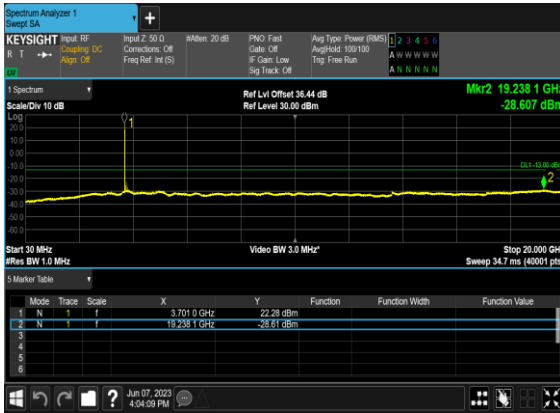 Spectrum Analyzer 1
Swept SA
+
KEYSIGHT Input: RF
R T Coupling: DC
Align: Off
Input Z: 50 Ω
Corrections: Off
Freq Ref: Int (S)
#Atten: 20 dB
PNO: Fast
Gate: Off
IF Gain: Low
Sig Track: Off
Avg Type: Power (RMS)
Avg|Hold: 100/100
Trig: Free Run
1 2 3 4 5 6
A W W W W W
A N N N N N
1 Spectrum
Scale/Div 10 dB
Ref Lvl Offset 36.44 dB
Ref Level 30.00 dBm
Mkr2 19.238 1 GHz
-28.607 dBm
Log
20.0
10.0
0.00
-10.0
-20.0
-30.0
-40.0
-50.0
-60.0
1
DL1 -13.00 dBm
2
Start 30 MHz
#Res BW 1.0 MHz
Video BW 3.0 MHz*
Stop 20.000 GH
Sweep 34.7 ms (40001 pts
5 Marker Table
Mode Trace Scale X Y Function Function Width Function Value
1 N 1 f 3.701 0 GHz 22.28 dBm
2 N 1 f 19.238 1 GHz -28.61 dBm
3
4
5
6
?
Jun 07, 2023
4:04:09 PM